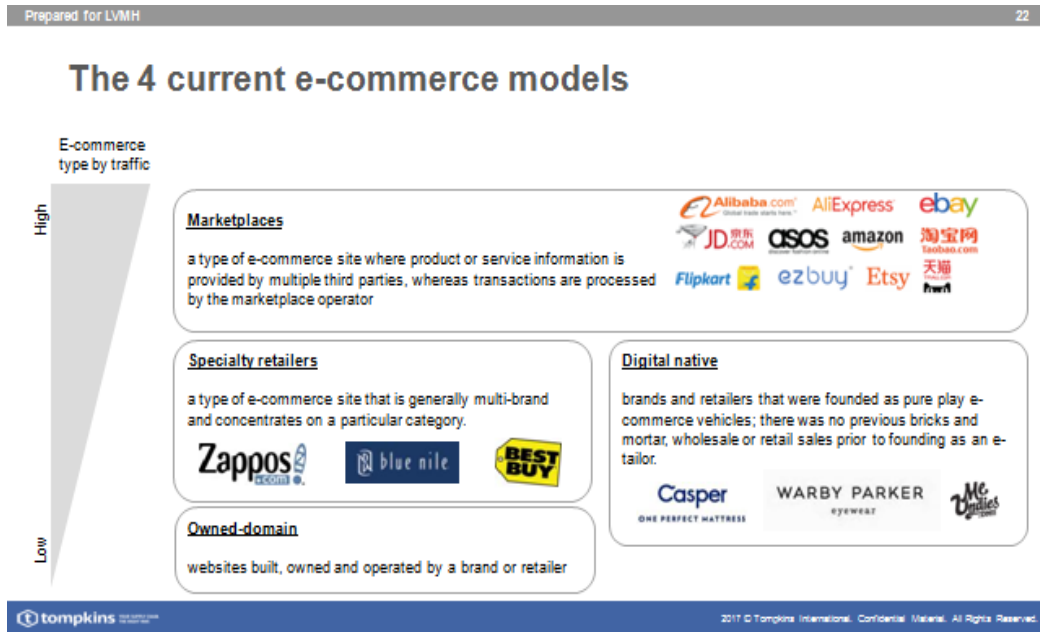 Prepared for LVMH
22
The 4 current e-commerce models
E-commerce
type by traffic
High
Low
Marketplaces
a type of e-commerce site where product or service information is
provided by multiple third parties, whereas transactions are processed
by the marketplace operator
Alibaba.com®
Global trade starts here.™
AliExpress
ebay
JD.COM 京东
asos
discover fashion online
amazon
淘宝网
Taobao.com
Flipkart
ezbuy
Etsy
天猫
Specialty retailers
a type of e-commerce site that is generally multi-brand
and concentrates on a particular category.
Zappos
.com
blue nile
BEST
BUY
Digital native
brands and retailers that were founded as pure play e-
commerce vehicles; there was no previous bricks and
mortar, wholesale or retail sales prior to founding as an e-
tailor.
Casper
ONE PERFECT MATTRESS
WARBY PARKER
eyewear
Me
Undies
Owned-domain
websites built, owned and operated by a brand or retailer
tompkins
2017 © Tompkins International. Confidential Material. All Rights Reserved.